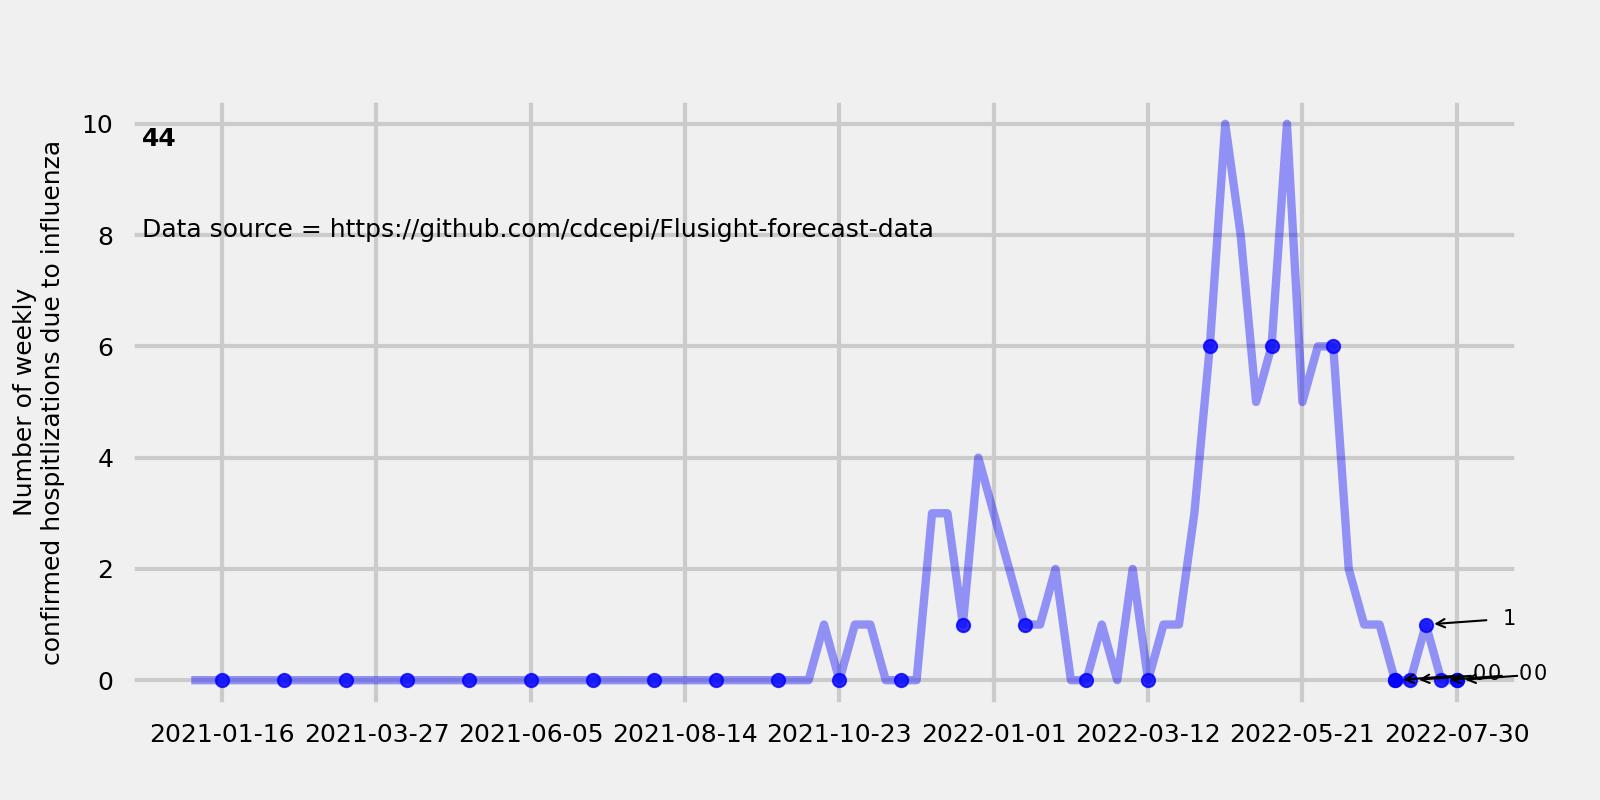 10
44
Data source = https://github.com/cdcepi/Flusight-forecast-data
8
6
4
2
0
Number of weekly
confirmed hospitlizations due to influenza
1
00 00
2021-01-16 2021-03-27 2021-06-05 2021-08-14 2021-10-23 2022-01-01 2022-03-12 2022-05-21 2022-07-30